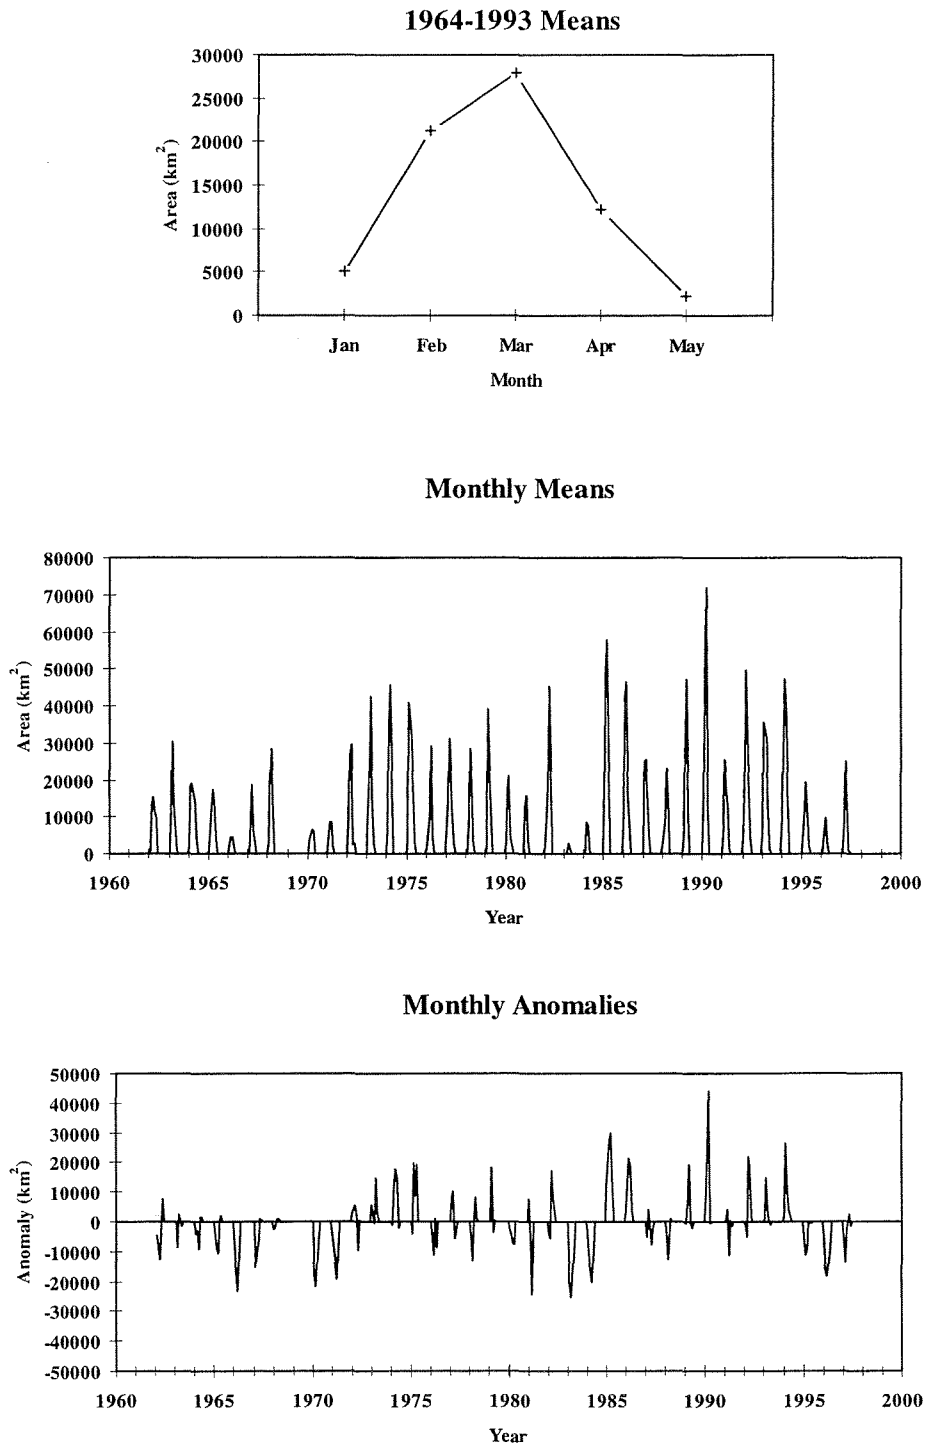 1964-1993 Means
30000
25000
20000
15000
10000
5000
0
Area (km²)
Jan Feb Mar Apr May
Month
Monthly Means
80000
70000
60000
50000
40000
30000
20000
10000
0
Area (km²)
1960 1965 1970 1975 1980 1985 1990 1995 2000
Year
Monthly Anomalies
50000
40000
30000
20000
10000
0
-10000
-20000
-30000
-40000
-50000
Anomaly (km²)
1960 1965 1970 1975 1980 1985 1990 1995 2000
Year